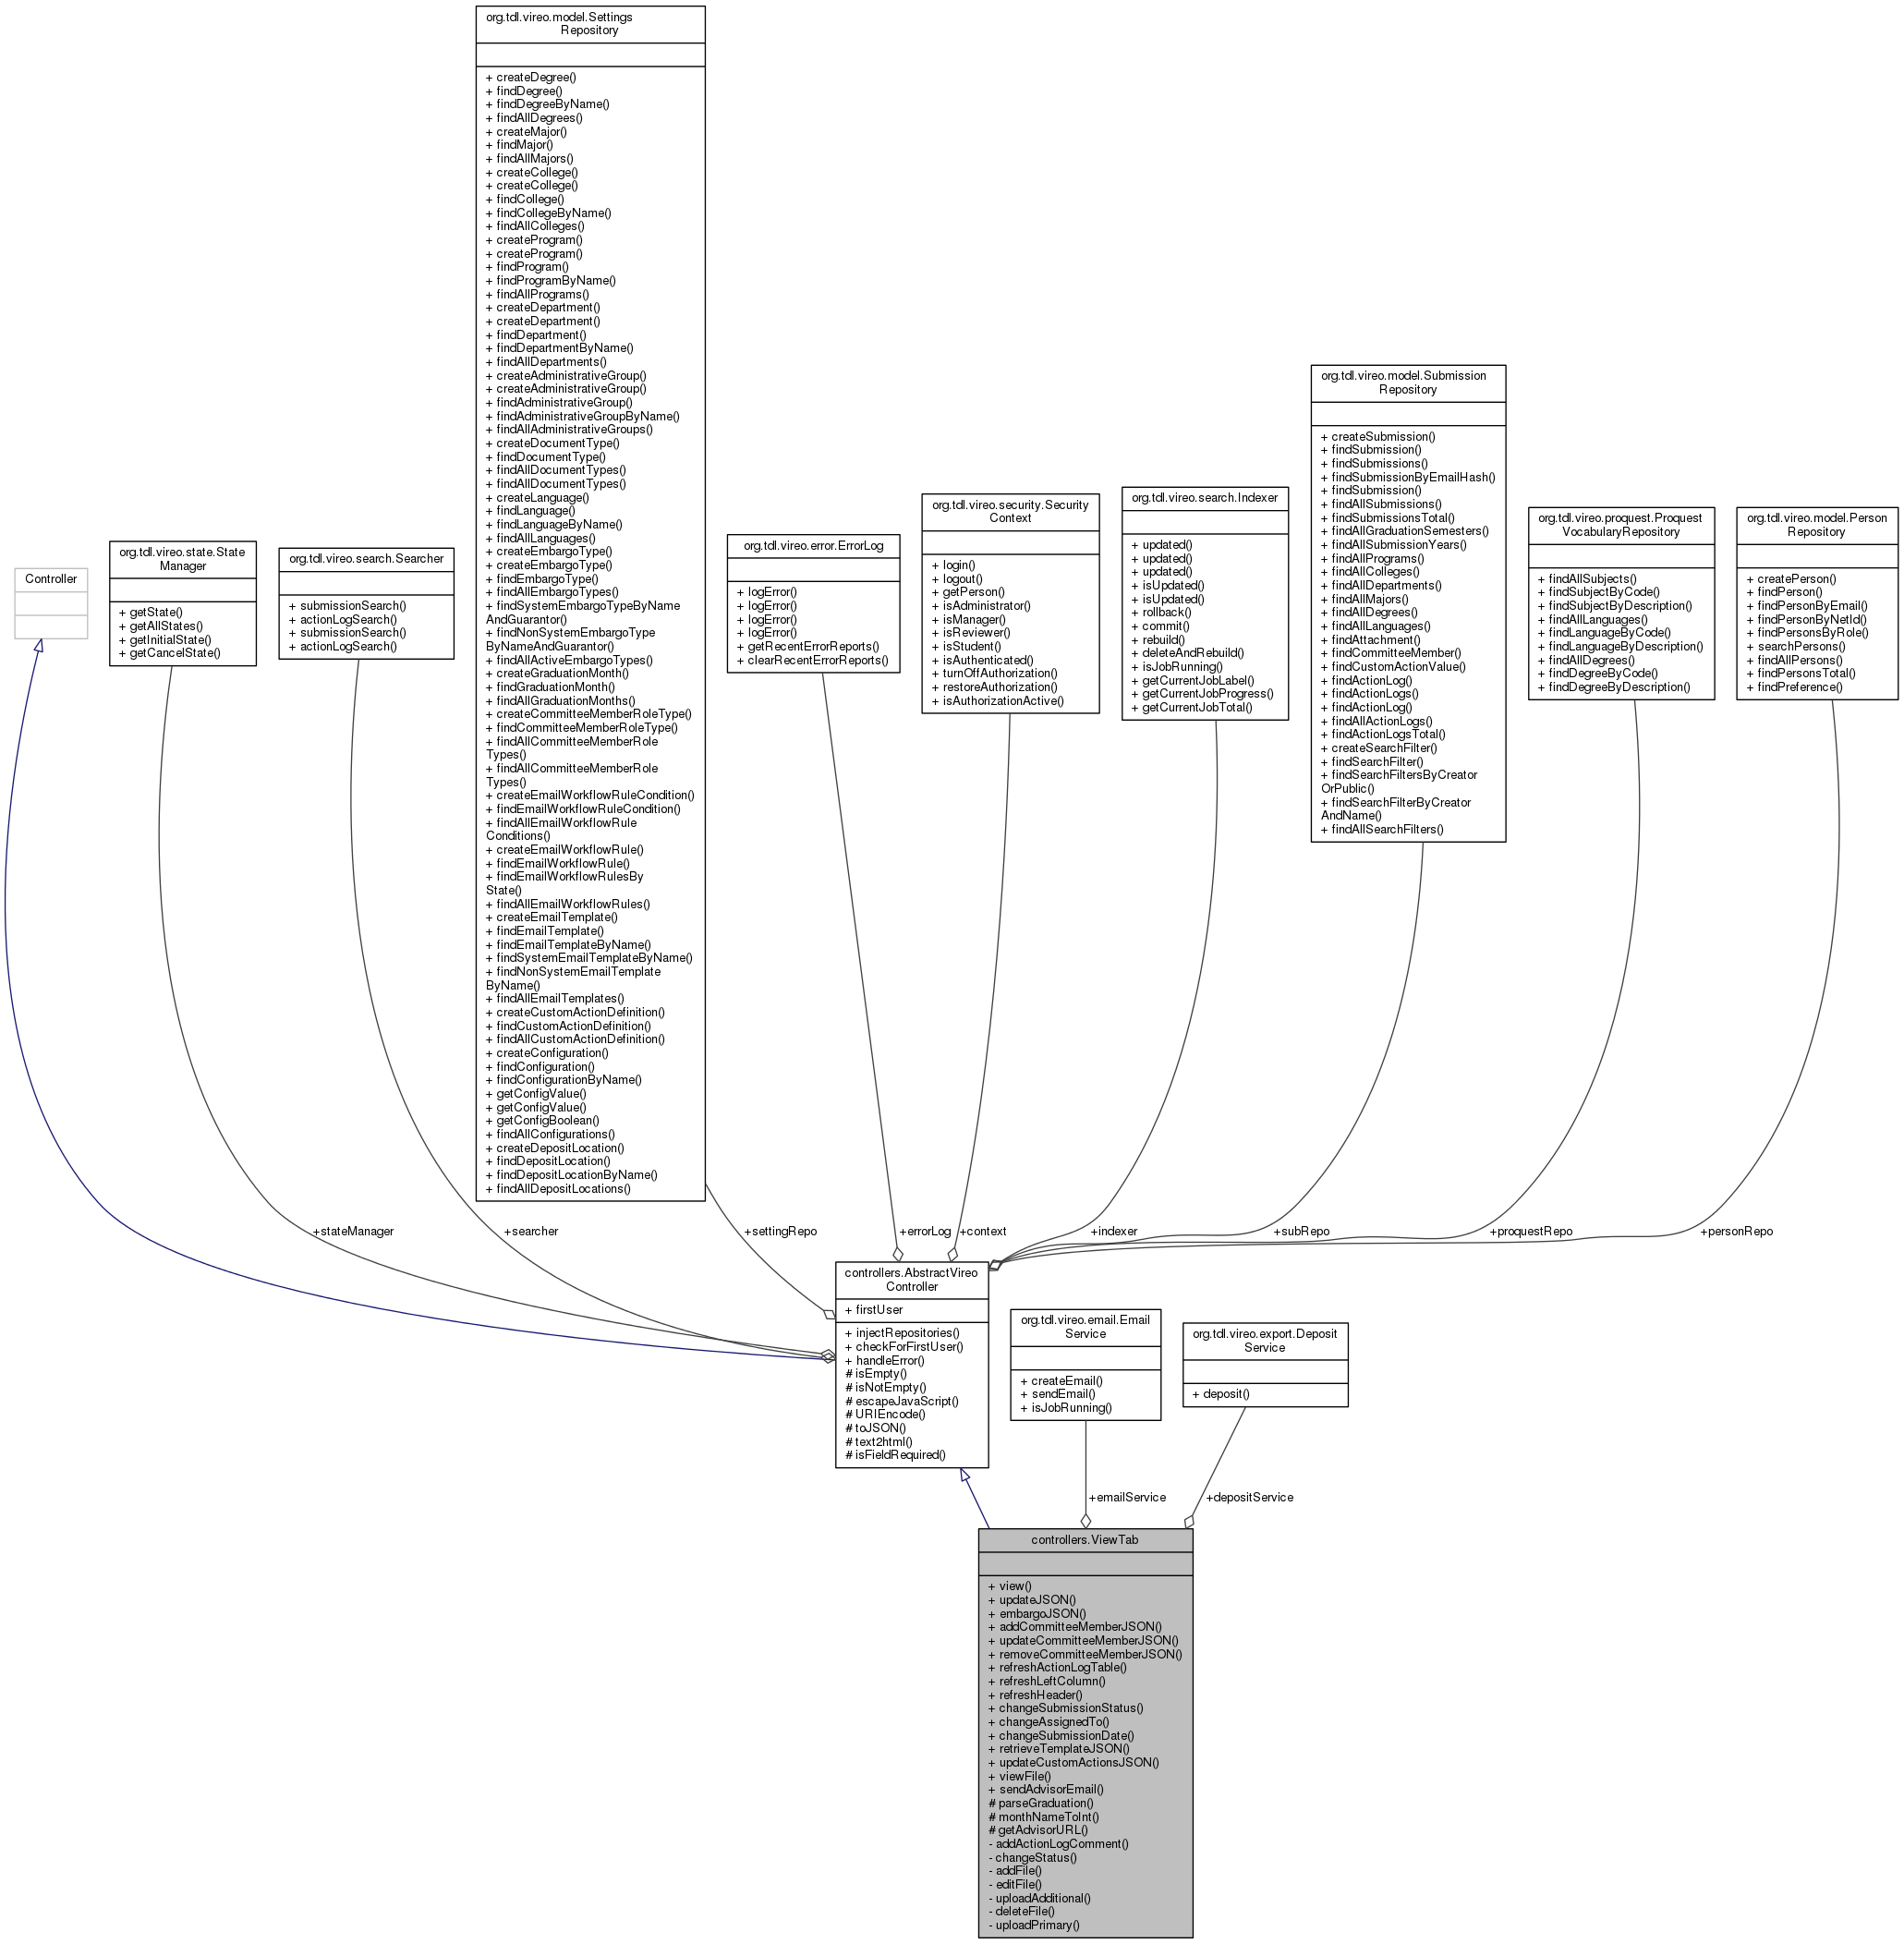 org.tdl.vireo.model.Settings
Repository
+ createDegree()
+ findDegree()
+ findDegreeByName()
+ findAllDegrees()
+ createMajor()
+ findMajor()
+ findAllMajors()
+ createCollege()
+ createCollege()
+ findCollege()
+ findCollegeByName()
+ findAllColleges()
+ createProgram()
+ createProgram()
+ findProgram()
+ findProgramByName()
+ findAllPrograms()
+ createDepartment()
+ createDepartment()
+ findDepartment()
+ findDepartmentByName()
+ findAllDepartments()
+ createAdministrativeGroup()
+ createAdministrativeGroup()
+ findAdministrativeGroup()
+ findAdministrativeGroupByName()
+ findAllAdministrativeGroups()
+ createDocumentType()
+ findDocumentType()
+ findAllDocumentTypes()
+ findAllDocumentTypes()
+ createLanguage()
+ findLanguage()
+ findLanguageByName()
+ findAllLanguages()
+ createEmbargoType()
+ createEmbargoType()
+ findEmbargoType()
+ findAllEmbargoTypes()
+ findSystemEmbargoTypeByName
AndGuarantor()
+ findNonSystemEmbargoType
ByNameAndGuarantor()
+ findAllActiveEmbargoTypes()
+ createGraduationMonth()
+ findGraduationMonth()
+ findAllGraduationMonths()
+ createCommitteeMemberRoleType()
+ findCommitteeMemberRoleType()
+ findAllCommitteeMemberRole
Types()
+ findAllCommitteeMemberRole
Types()
+ createEmailWorkflowRuleCondition()
+ findEmailWorkflowRuleCondition()
+ findAllEmailWorkflowRule
Conditions()
+ createEmailWorkflowRule()
+ findEmailWorkflowRule()
+ findEmailWorkflowRulesBy
State()
+ findAllEmailWorkflowRules()
+ createEmailTemplate()
+ findEmailTemplate()
+ findEmailTemplateByName()
+ findSystemEmailTemplateByName()
+ findNonSystemEmailTemplate
ByName()
+ findAllEmailTemplates()
+ createCustomActionDefinition()
+ findCustomActionDefinition()
+ findAllCustomActionDefinition()
+ createConfiguration()
+ findConfiguration()
+ findConfigurationByName()
+ getConfigValue()
+ getConfigValue()
+ getConfigBoolean()
+ findAllConfigurations()
+ createDepositLocation()
+ findDepositLocation()
+ findDepositLocationByName()
+ findAllDepositLocations()
Controller
org.tdl.vireo.state.State
Manager
+ getState()
+ getAllStates()
+ getInitialState()
+ getCancelState()
org.tdl.vireo.search.Searcher
+ submissionSearch()
+ actionLogSearch()
+ submissionSearch()
+ actionLogSearch()
org.tdl.vireo.error.ErrorLog
+ logError()
+ logError()
+ logError()
+ logError()
+ getRecentErrorReports()
+ clearRecentErrorReports()
org.tdl.vireo.security.Security
Context
+ login()
+ logout()
+ getPerson()
+ isAdministrator()
+ isManager()
+ isReviewer()
+ isStudent()
+ isAuthenticated()
+ turnOffAuthorization()
+ restoreAuthorization()
+ isAuthorizationActive()
org.tdl.vireo.search.Indexer
+ updated()
+ updated()
+ updated()
+ isUpdated()
+ isUpdated()
+ rollback()
+ commit()
+ rebuild()
+ deleteAndRebuild()
+ isJobRunning()
+ getCurrentJobLabel()
+ getCurrentJobProgress()
+ getCurrentJobTotal()
org.tdl.vireo.model.Submission
Repository
+ createSubmission()
+ findSubmission()
+ findSubmissions()
+ findSubmissionByEmailHash()
+ findSubmission()
+ findAllSubmissions()
+ findSubmissionsTotal()
+ findAllGraduationSemesters()
+ findAllSubmissionYears()
+ findAllPrograms()
+ findAllColleges()
+ findAllDepartments()
+ findAllMajors()
+ findAllDegrees()
+ findAllLanguages()
+ findAttachment()
+ findCommitteeMember()
+ findCustomActionValue()
+ findActionLog()
+ findActionLogs()
+ findActionLog()
+ findAllActionLogs()
+ findActionLogsTotal()
+ createSearchFilter()
+ findSearchFilter()
+ findSearchFiltersByCreator
OrPublic()
+ findSearchFilterByCreator
AndName()
+ findAllSearchFilters()
org.tdl.vireo.proquest.Proquest
VocabularyRepository
+ findAllSubjects()
+ findSubjectByCode()
+ findSubjectByDescription()
+ findAllLanguages()
+ findLanguageByCode()
+ findLanguageByDescription()
+ findAllDegrees()
+ findDegreeByCode()
+ findDegreeByDescription()
org.tdl.vireo.model.Person
Repository
+ createPerson()
+ findPerson()
+ findPersonByEmail()
+ findPersonByNetId()
+ findPersonsByRole()
+ searchPersons()
+ findAllPersons()
+ findPersonsTotal()
+ findPreference()
+stateManager
+searcher
+settingRepo
+errorLog
+context
+indexer
+subRepo
+proquestRepo
+personRepo
controllers.AbstractVireo
Controller
+ firstUser
+ injectRepositories()
+ checkForFirstUser()
+ handleError()
# isEmpty()
# isNotEmpty()
# escapeJavaScript()
# URIEncode()
# toJSON()
# text2html()
# isFieldRequired()
org.tdl.vireo.email.Email
Service
+ createEmail()
+ sendEmail()
+ isJobRunning()
org.tdl.vireo.export.Deposit
Service
+ deposit()
+emailService
+depositService
controllers.ViewTab
+ view()
+ updateJSON()
+ embargoJSON()
+ addCommitteeMemberJSON()
+ updateCommitteeMemberJSON()
+ removeCommitteeMemberJSON()
+ refreshActionLogTable()
+ refreshLeftColumn()
+ refreshHeader()
+ changeSubmissionStatus()
+ changeAssignedTo()
+ changeSubmissionDate()
+ retrieveTemplateJSON()
+ updateCustomActionsJSON()
+ viewFile()
+ sendAdvisorEmail()
# parseGraduation()
# monthNameToInt()
# getAdvisorURL()
- addActionLogComment()
- changeStatus()
- addFile()
- editFile()
- uploadAdditional()
- deleteFile()
- uploadPrimary()